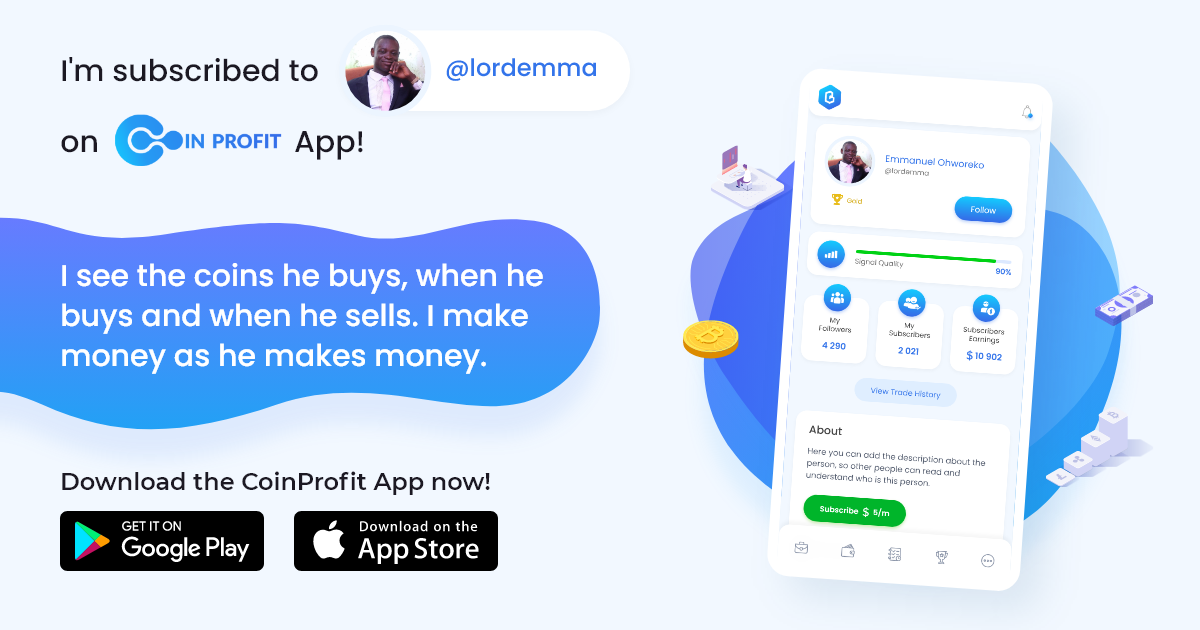 I'm subscribed to @lordemma
on COIN PROFIT App!
I see the coins he buys, when he
buys and when he sells. I make
money as he makes money.
Download the CoinProfit App now!
GET IT ON
Google Play
Download on the
App Store
Emmanuel Ohworeko
@lordemma
Gold
Follow
Signal Quality
90%
My
Followers
4 290
My
Subscribers
2 021
Subscribers
Earnings
$ 10 902
View Trade History
About
Here you can add the description about the
person, so other people can read and
understand who is this person.
Subscribe $ 5/m